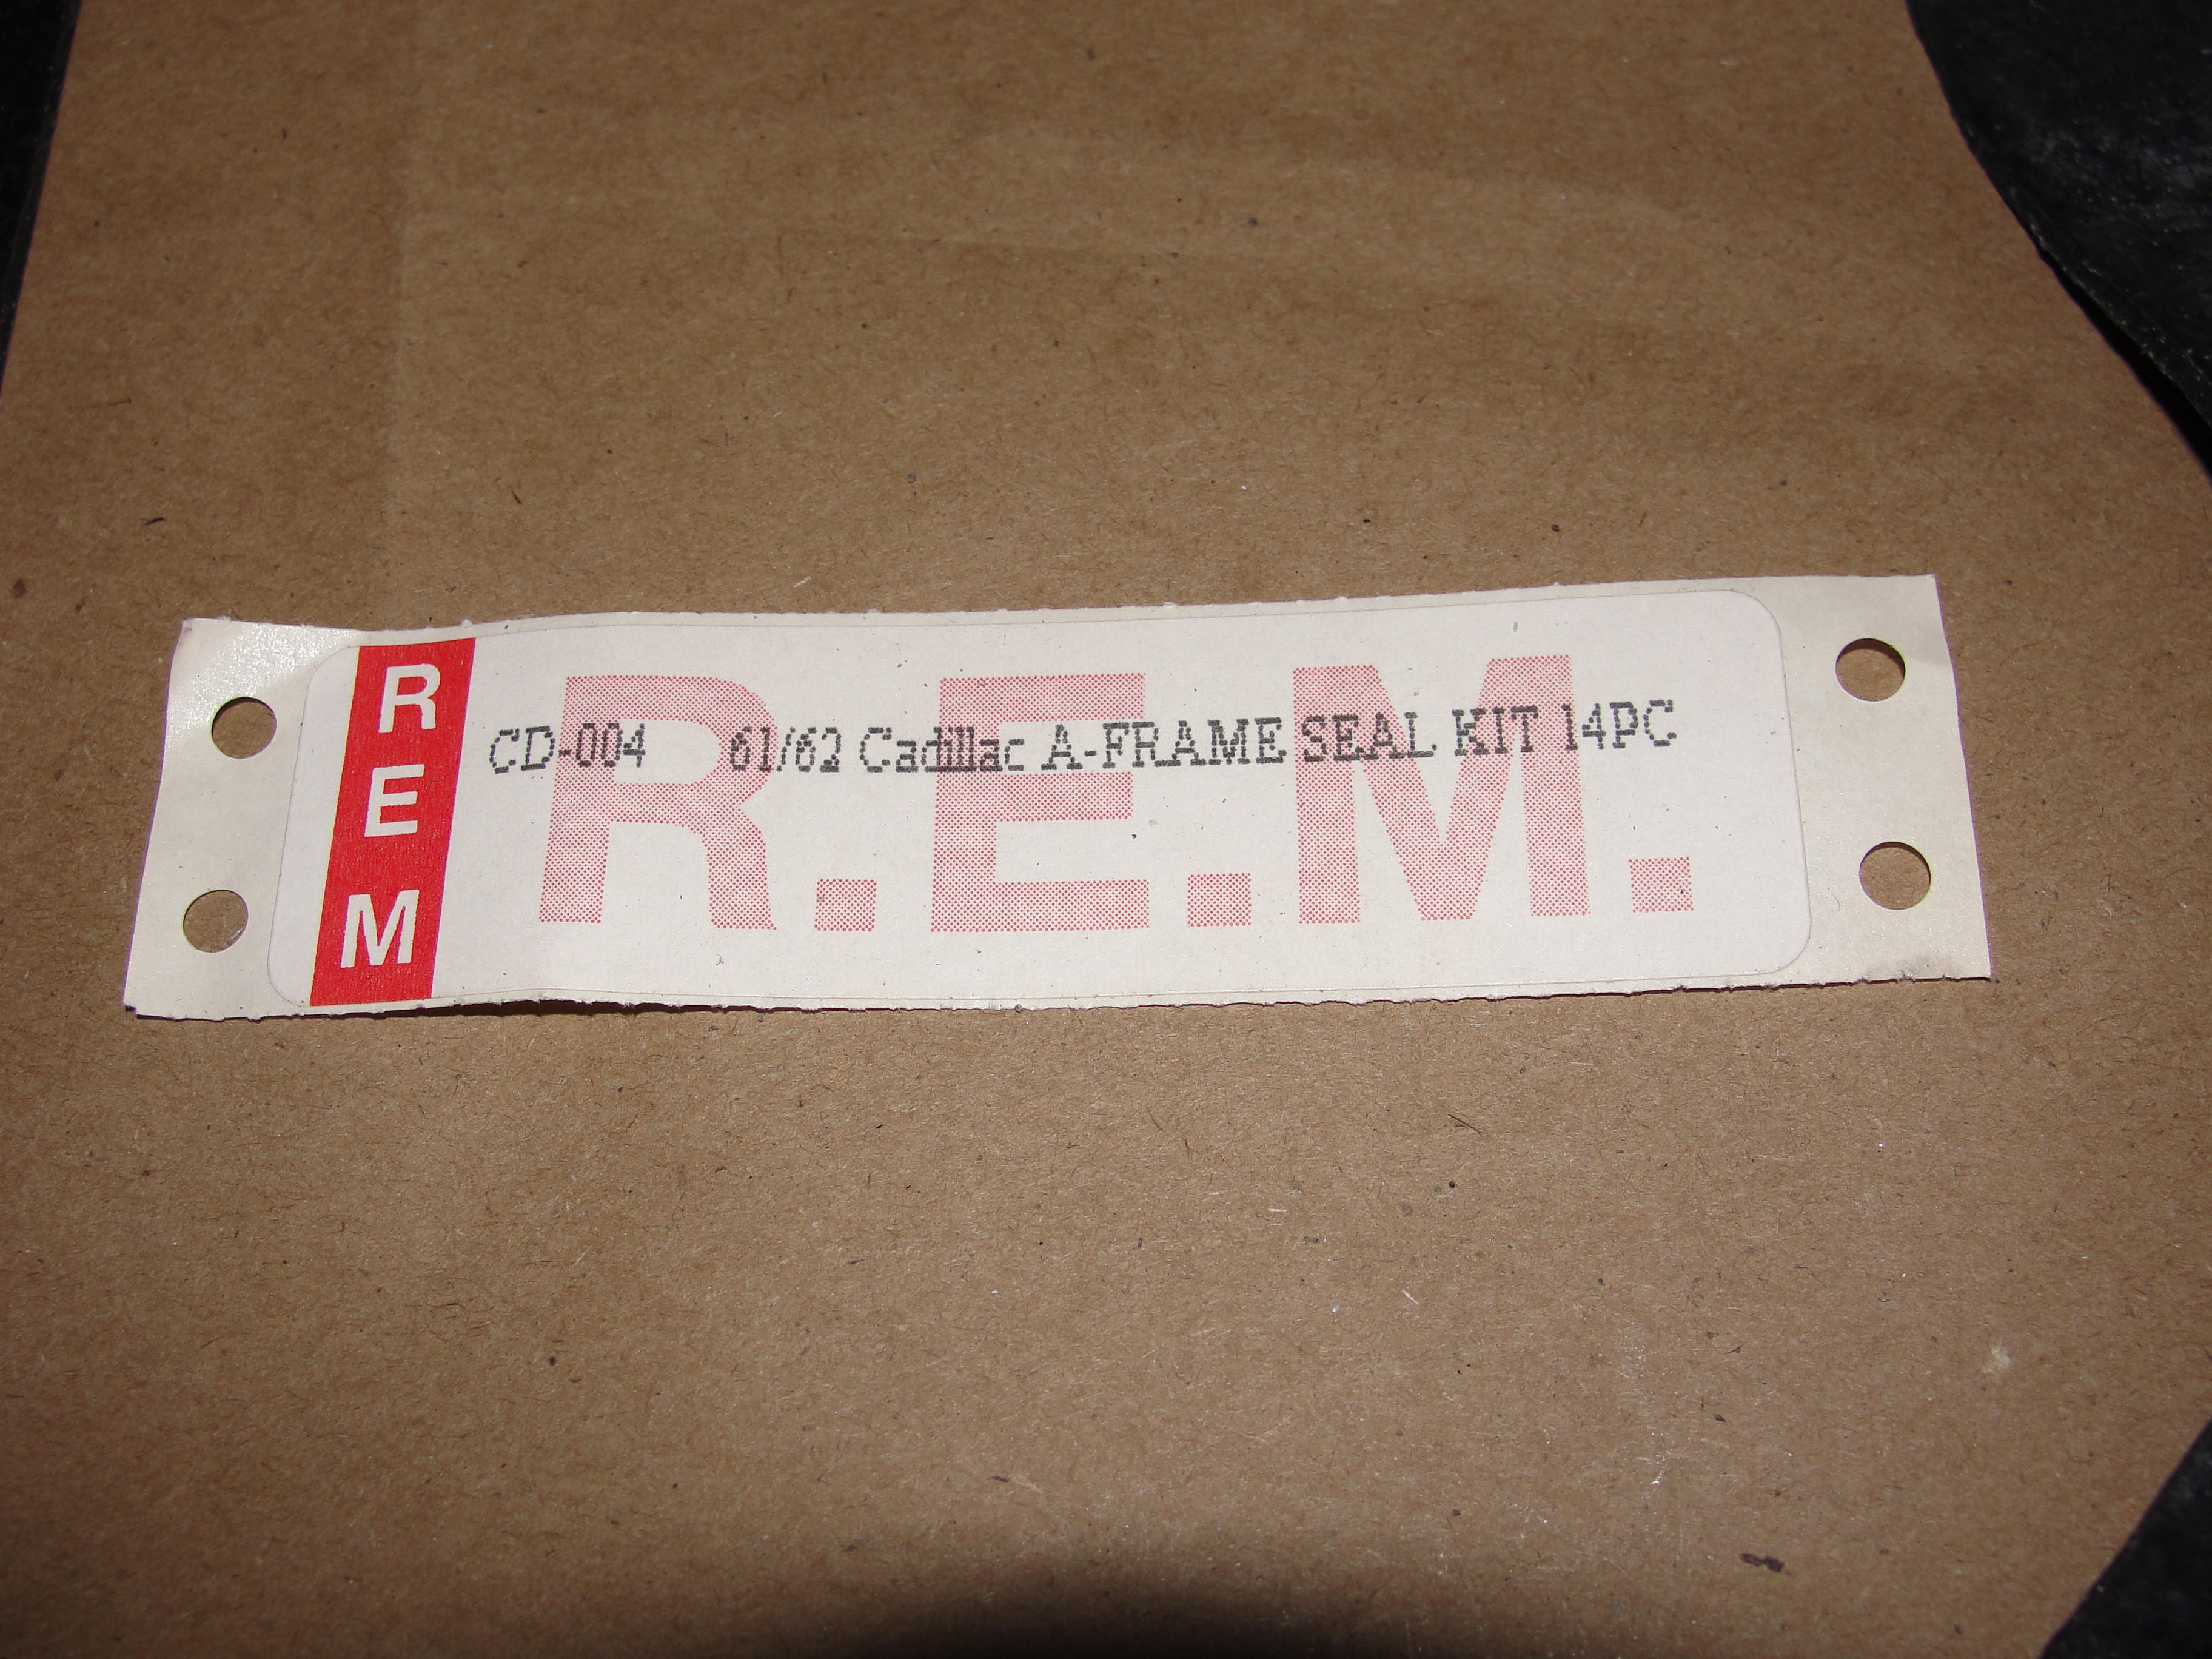 REM
R.E.M.
CD-004 61/62 Cadillac A-FRAME SEAL KIT 14PC